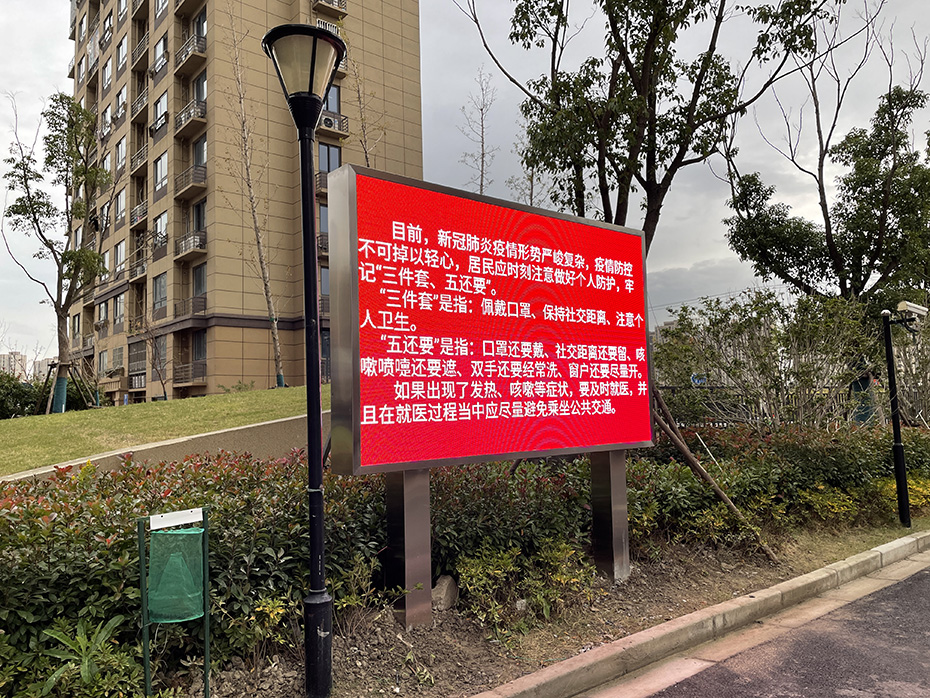 目前，新冠肺炎疫情形势严峻复杂，疫情防控
不可掉以轻心，居民应时刻注意做好个人防护，牢
记“三件套、五还要”。
“三件套”是指：佩戴口罩、保持社交距离、注意个
人卫生。
“五还要”是指：口罩还要戴、社交距离还要留、咳
嗽喷嚏还要遮、双手还要经常洗、窗户还要尽量开。
如果出现了发热、咳嗽等症状，要及时就医，并
且在就医过程当中应尽量避免乘坐公共交通。